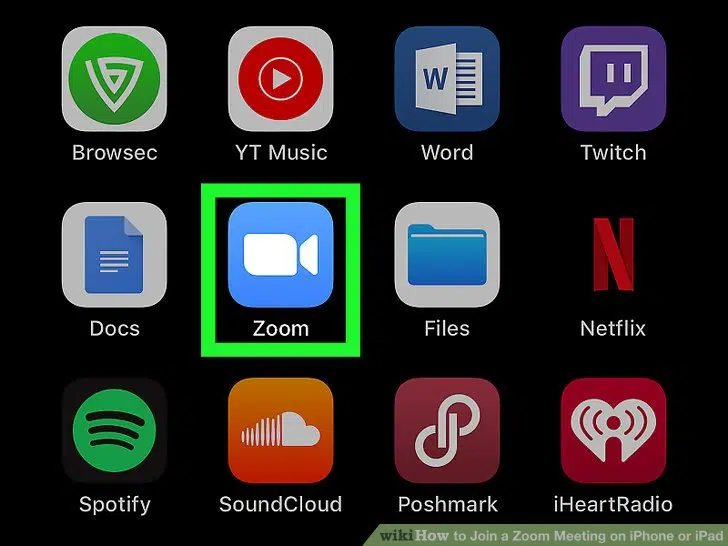 Browsec
YT Music
Word
Twitch
W
Docs
Zoom
Files
Netflix
N
Spotify
SoundCloud
Poshmark
iHeartRadio
wikiHow to Join a Zoom Meeting on iPhone or iPad